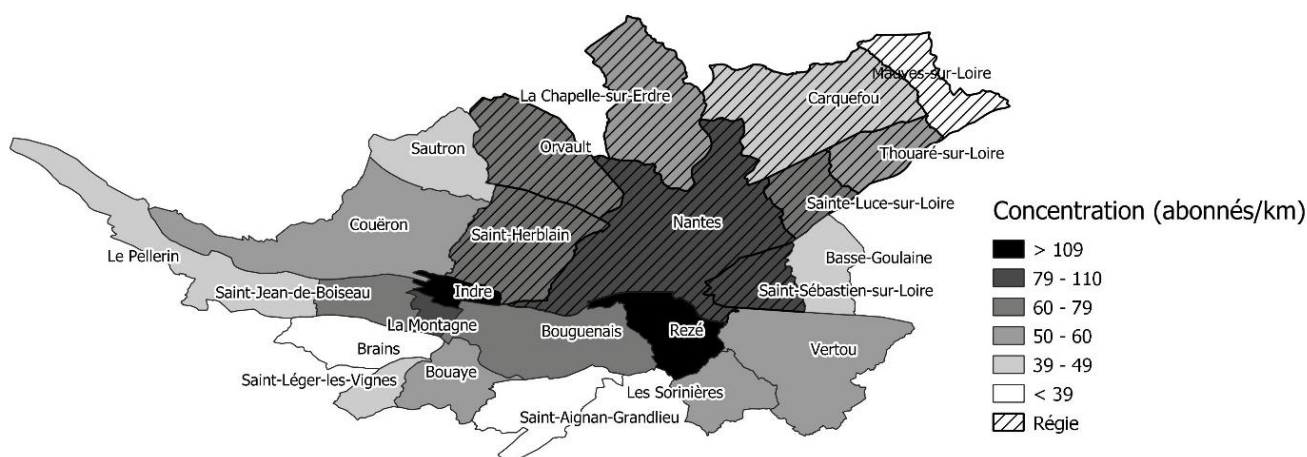 Mauves-sur-Loire
La Chapelle-sur-Erdre
Carquefou
Sautron
Orvault
Thouaré-sur-Loire
Sainte-Luce-sur-Loire
Couëron
Nantes
Saint-Herblain
Le Pellerin
Basse-Goulaine
Saint-Jean-de-Boiseau
Indre
Saint-Sébastien-sur-Loire
La Montagne
Bouguenais
Rezé
Brains
Vertou
Saint-Léger-les-Vignes
Bouaye
Les Sorinières
Saint-Aignan-Grandlieu
Concentration (abonnés/km)
> 109
79 - 110
60 - 79
50 - 60
39 - 49
< 39
Régie